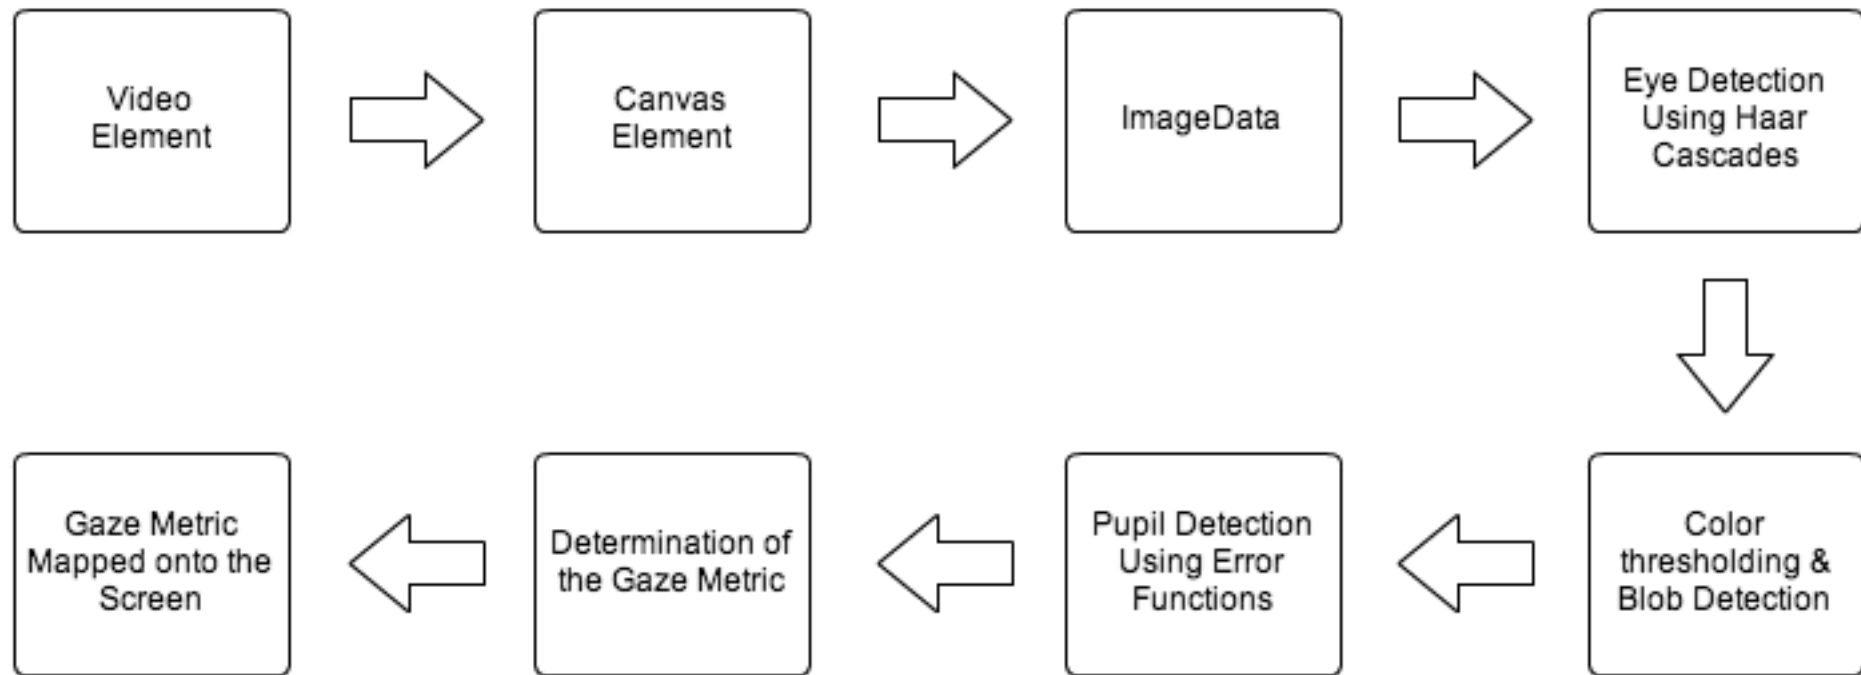 Video
Element
Canvas
Element
ImageData
Eye Detection
Using Haar
Cascades
Gaze Metric
Mapped onto the
Screen
Determination of
the Gaze Metric
Pupil Detection
Using Error
Functions
Color
thresholding &
Blob Detection